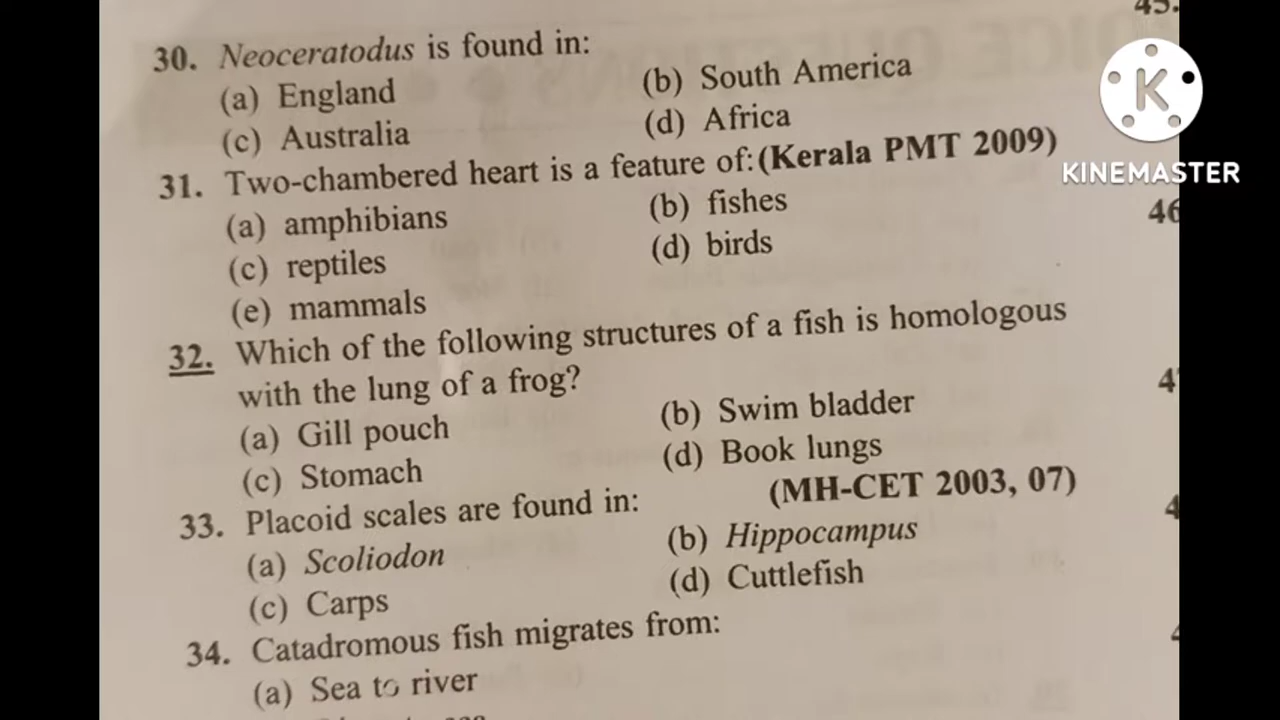 30. Neoceratodus is found in:
(a) England (b) South America
(c) Australia (d) Africa
31. Two-chambered heart is a feature of:(Kerala PMT 2009)
(a) amphibians (b) fishes
(c) reptiles (d) birds
(e) mammals
32. Which of the following structures of a fish is homologous
with the lung of a frog?
(a) Gill pouch (b) Swim bladder
(c) Stomach (d) Book lungs
(MH-CET 2003, 07)
33. Placoid scales are found in:
(a) Scoliodon (b) Hippocampus
(c) Carps (d) Cuttlefish
34. Catadromous fish migrates from:
(a) Sea to river
45.
46
K
KINEMASTER